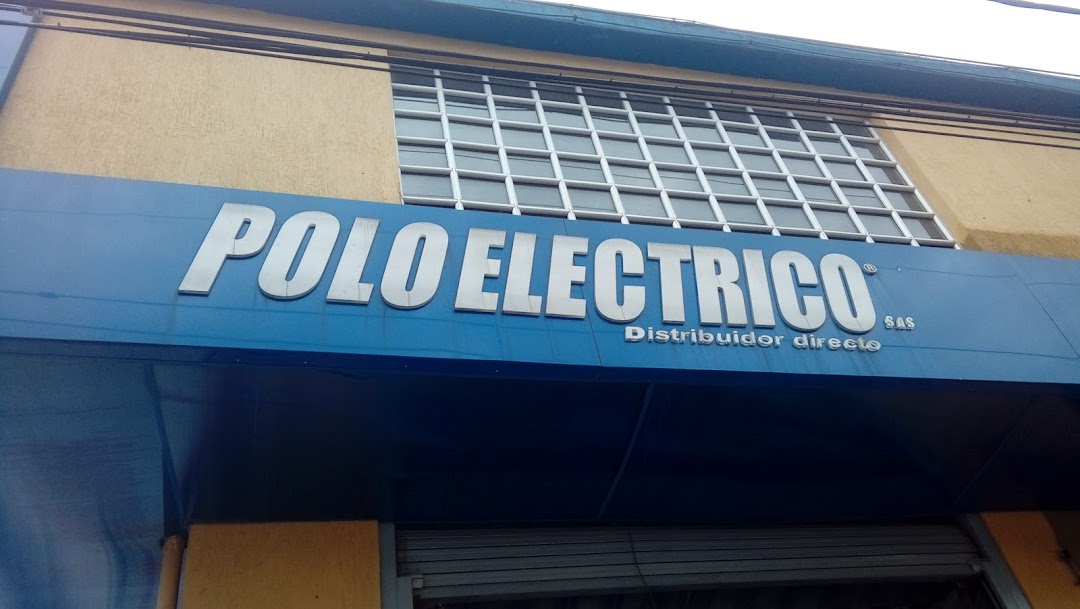 POLO ELECTRICO® SAS
Distribuidor directo